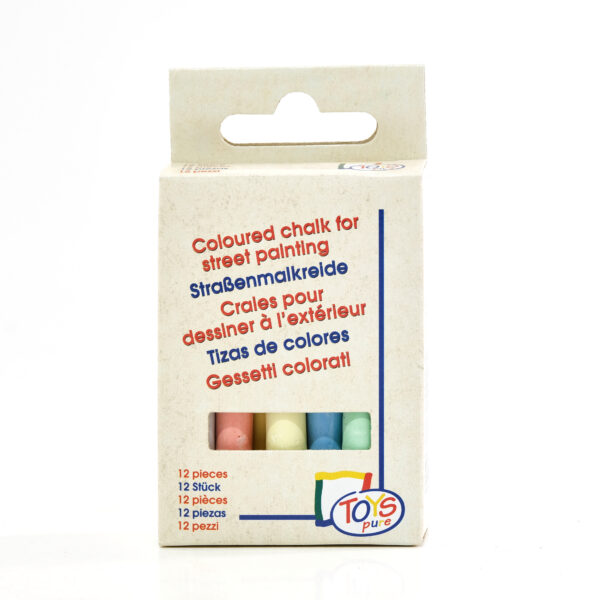 Coloured chalk for
street painting
Straßenmalkreide
Craies pour
dessiner à l'extérieur
Tizas de colores
Gessetti colorati
12 pieces
12 Stück
12 pièces
12 piezas
12 pezzi
TOYS
pure